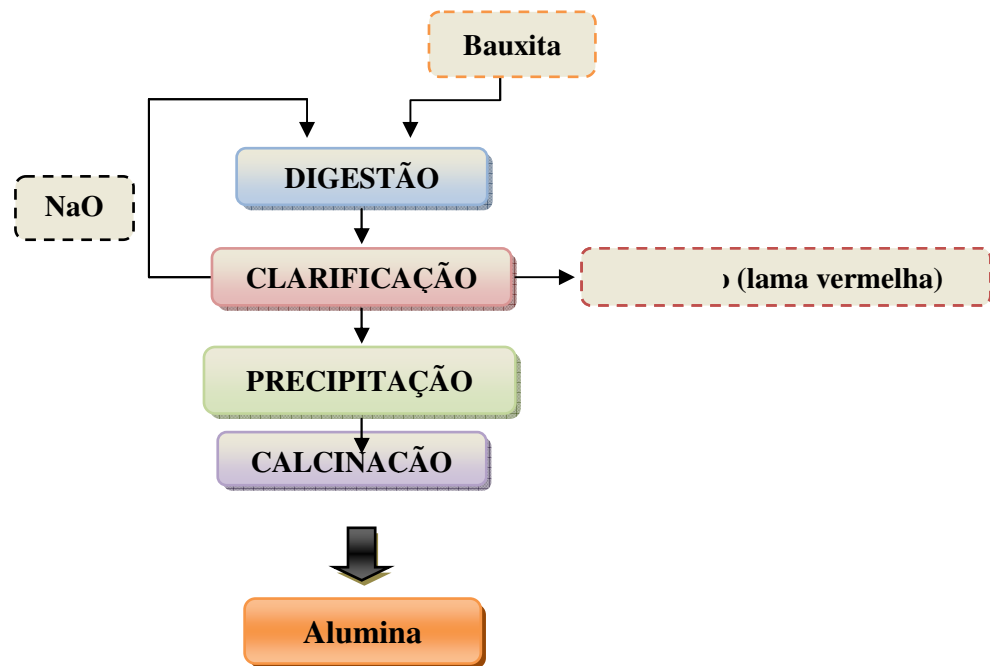 Bauxita
DIGESTÃO
NaO
CLARIFICAÇÃO
(lama vermelha)
PRECIPITAÇÃO
CALCINACÃO
Alumina